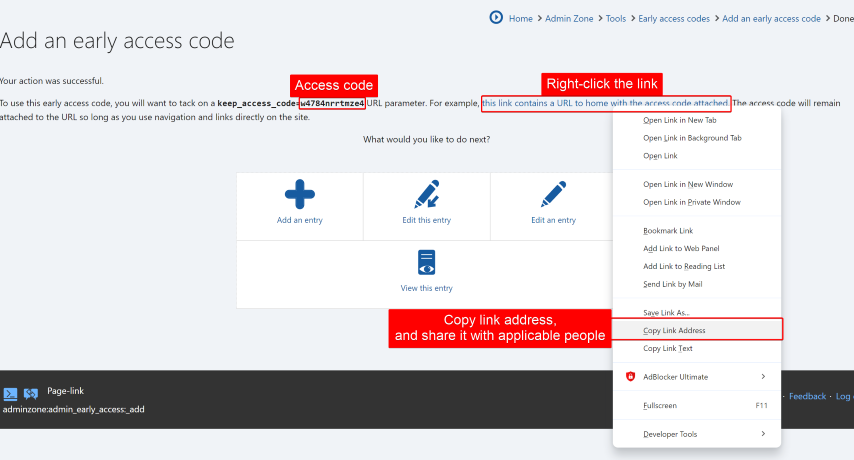 Home > Admin Zone > Tools > Early access codes > Add an early access code > Done
Add an early access code
Your action was successful.
Access code
Right-click the link
To use this early access code, you will want to tack on a keep_access_code=w4784nrrtmze4 URL parameter. For example, this link contains a URL to home with the access code attached. The access code will remain
attached to the URL so long as you use navigation and links directly on the site.
What would you like to do next?
Add an entry
Edit this entry
Edit an entry
View this entry
Open Link in New Tab
Open Link in Background Tab
Open Link
Open Link in New Window
Open Link in Private Window
Bookmark Link
Add Link to Web Panel
Add Link to Reading List
Send Link by Mail
Save Link As...
Copy Link Address
Copy Link Text
AdBlocker Ultimate
Fullscreen F11
Developer Tools
Copy link address,
and share it with applicable people
Page-link
adminzone:admin_early_access:_add
· Feedback · Log